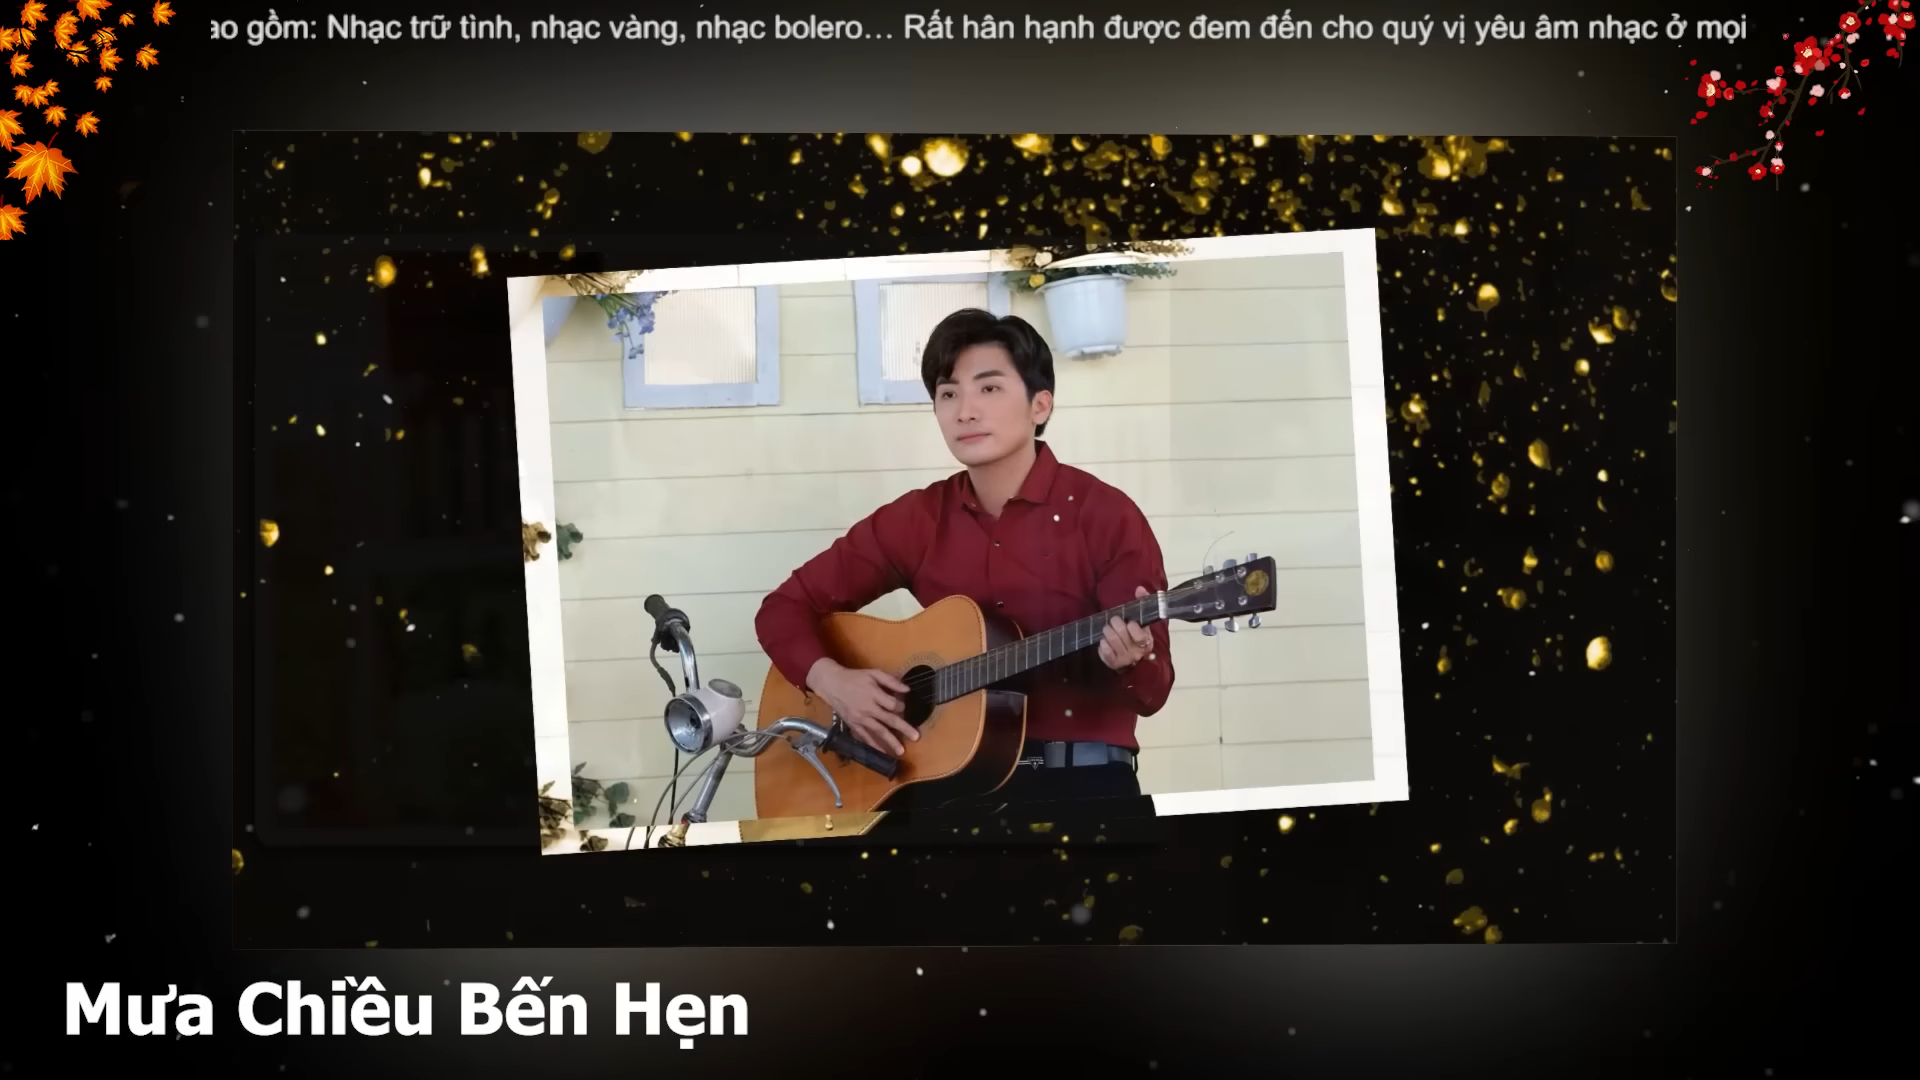 gồm: Nhạc trữ tình, nhạc vàng, nhạc bolero... Rất hân hạnh được đem đến cho quý vị yêu âm nhạc ở mọi
Mưa Chiều Bến Hẹn